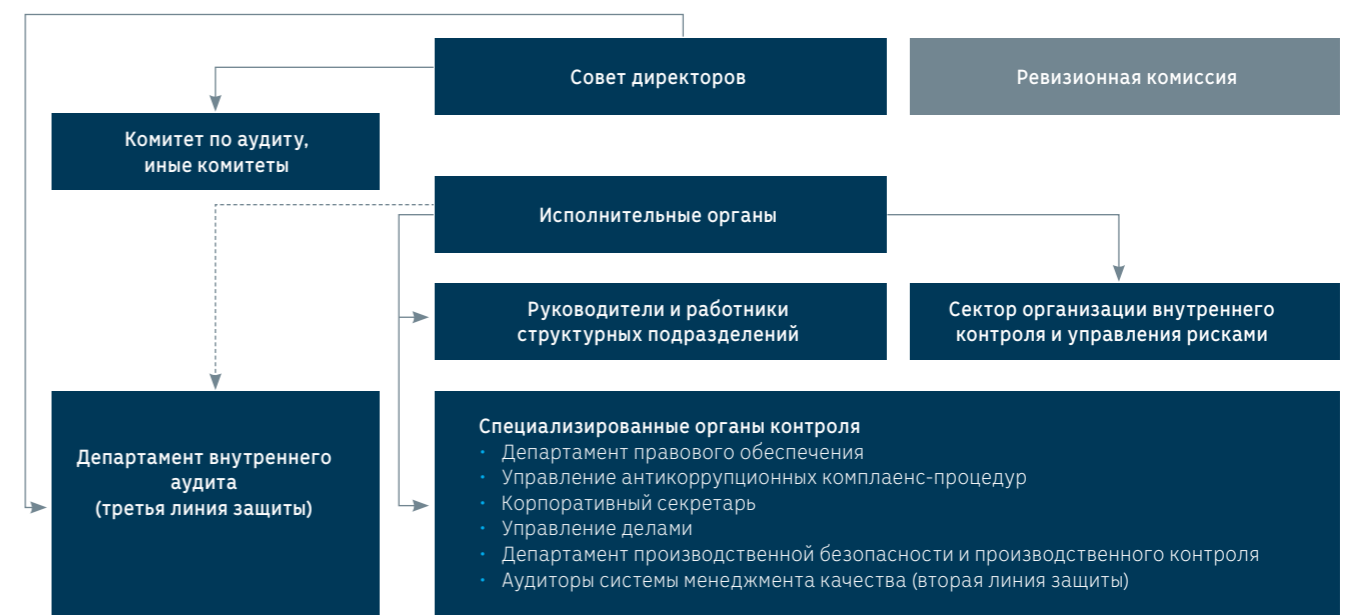 Совет директоров
Ревизионная комиссия
Комитет по аудиту,
иные комитеты
Исполнительные органы
Руководители и работники
структурных подразделений
Сектор организации внутреннего
контроля и управления рисками
Департамент внутреннего
аудита
(третья линия защиты)
Специализированные органы контроля
· Департамент правового обеспечения
· Управление антикоррупционных комплаенс-процедур
· Корпоративный секретарь
· Управление делами
· Департамент производственной безопасности и производственного контроля
· Аудиторы системы менеджмента качества (вторая линия защиты)